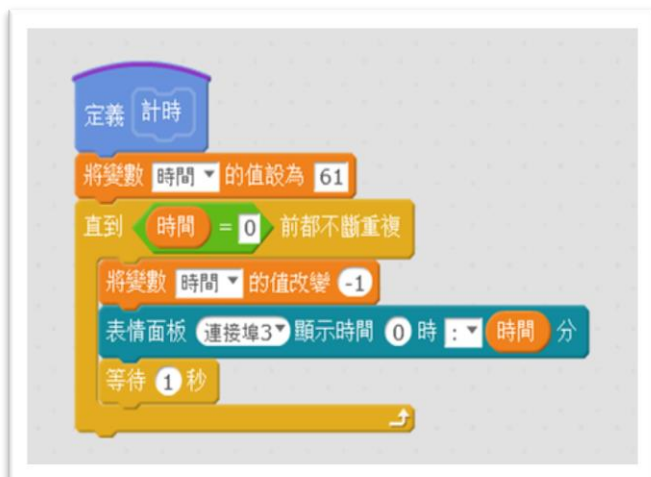 定義 計時
將變數 時間 的值設為 61
直到 時間 = 0 前都不斷重複
將變數 時間 的值改變 -1
表情面板 連接埠3 顯示時間 0 時 : 時間 分
等待 1 秒